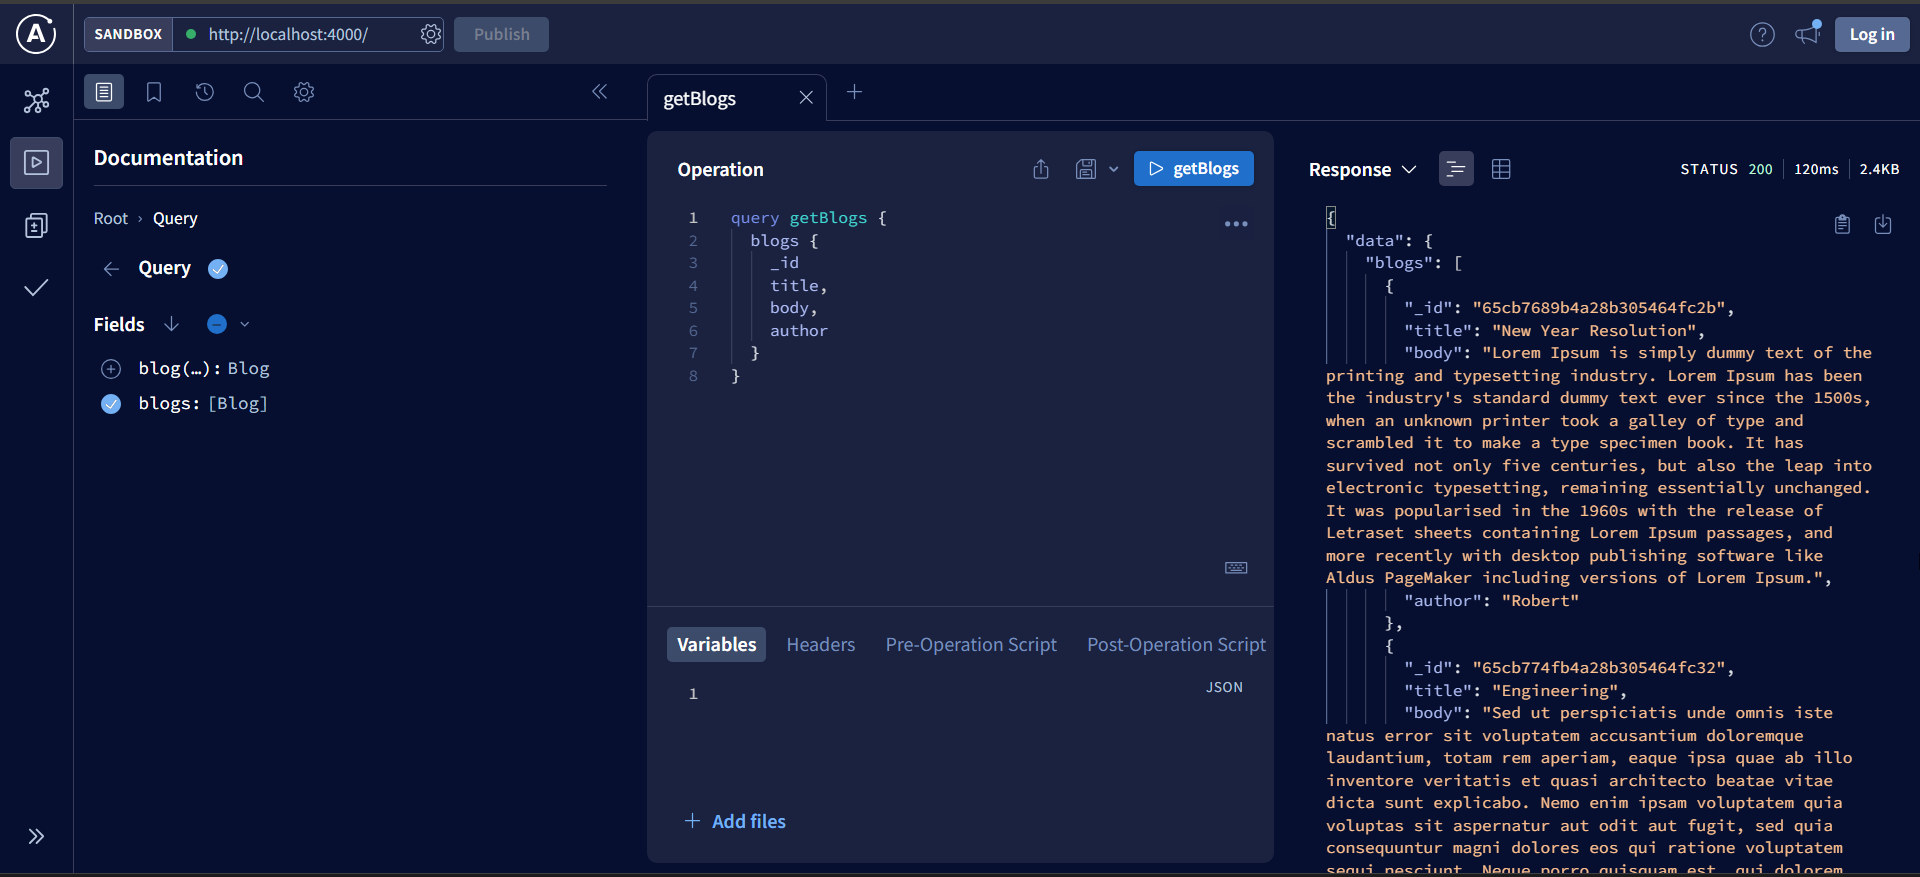 A
SANDBOX
http://localhost:4000/
Publish
?
Log in
getBlogs
Documentation
Root › Query
Query
Fields
blog(…): Blog
blogs: [Blog]
Operation
getBlogs
1 query getBlogs {
2 blogs {
3 _id
4 title,
5 body,
6 author
7 }
8 }
Variables
Headers
Pre-Operation Script
Post-Operation Script
1
JSON
Add files
Response
STATUS 200
120ms
2.4KB
{
"data": {
"blogs": [
{
"_id": "65cb7689b4a28b305464fc2b",
"title": "New Year Resolution",
"body": "Lorem Ipsum is simply dummy text of the
printing and typesetting industry. Lorem Ipsum has been
the industry's standard dummy text ever since the 1500s,
when an unknown printer took a galley of type and
scrambled it to make a type specimen book. It has
survived not only five centuries, but also the leap into
electronic typesetting, remaining essentially unchanged.
It was popularised in the 1960s with the release of
Letraset sheets containing Lorem Ipsum passages, and
more recently with desktop publishing software like
Aldus PageMaker including versions of Lorem Ipsum.",
"author": "Robert"
},
{
"_id": "65cb774fb4a28b305464fc32",
"title": "Engineering",
"body": "Sed ut perspiciatis unde omnis iste
natus error sit voluptatem accusantium doloremque
laudantium, totam rem aperiam, eaque ipsa quae ab illo
inventore veritatis et quasi architecto beatae vitae
dicta sunt explicabo. Nemo enim ipsam voluptatem quia
voluptas sit aspernatur aut odit aut fugit, sed quia
consequuntur magni dolores eos qui ratione voluptatem
sequi nesciunt. Neque porro quisquam est, qui dolorem